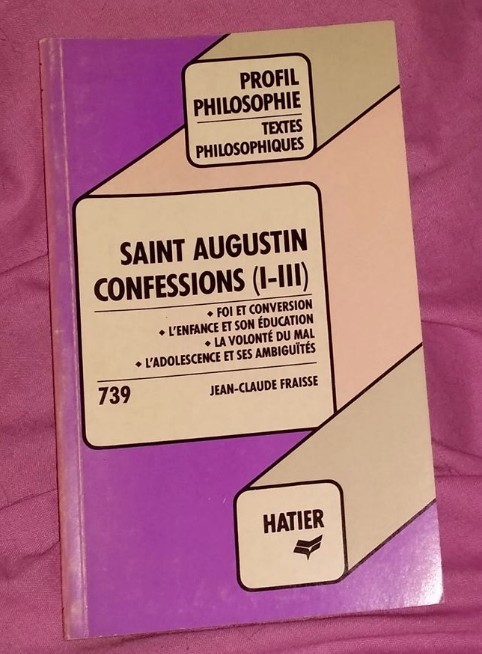 PROFIL
PHILOSOPHIE
TEXTES
PHILOSOPHIQUES
SAINT AUGUSTIN
CONFESSIONS (I-III)
◆ FOI ET CONVERSION
◆ L'ENFANCE ET SON ÉDUCATION
◆ LA VOLONTÉ DU MAL
◆ L'ADOLESCENCE ET SES AMBIGUÏTÉS
739 JEAN-CLAUDE FRAISSE
HATIER